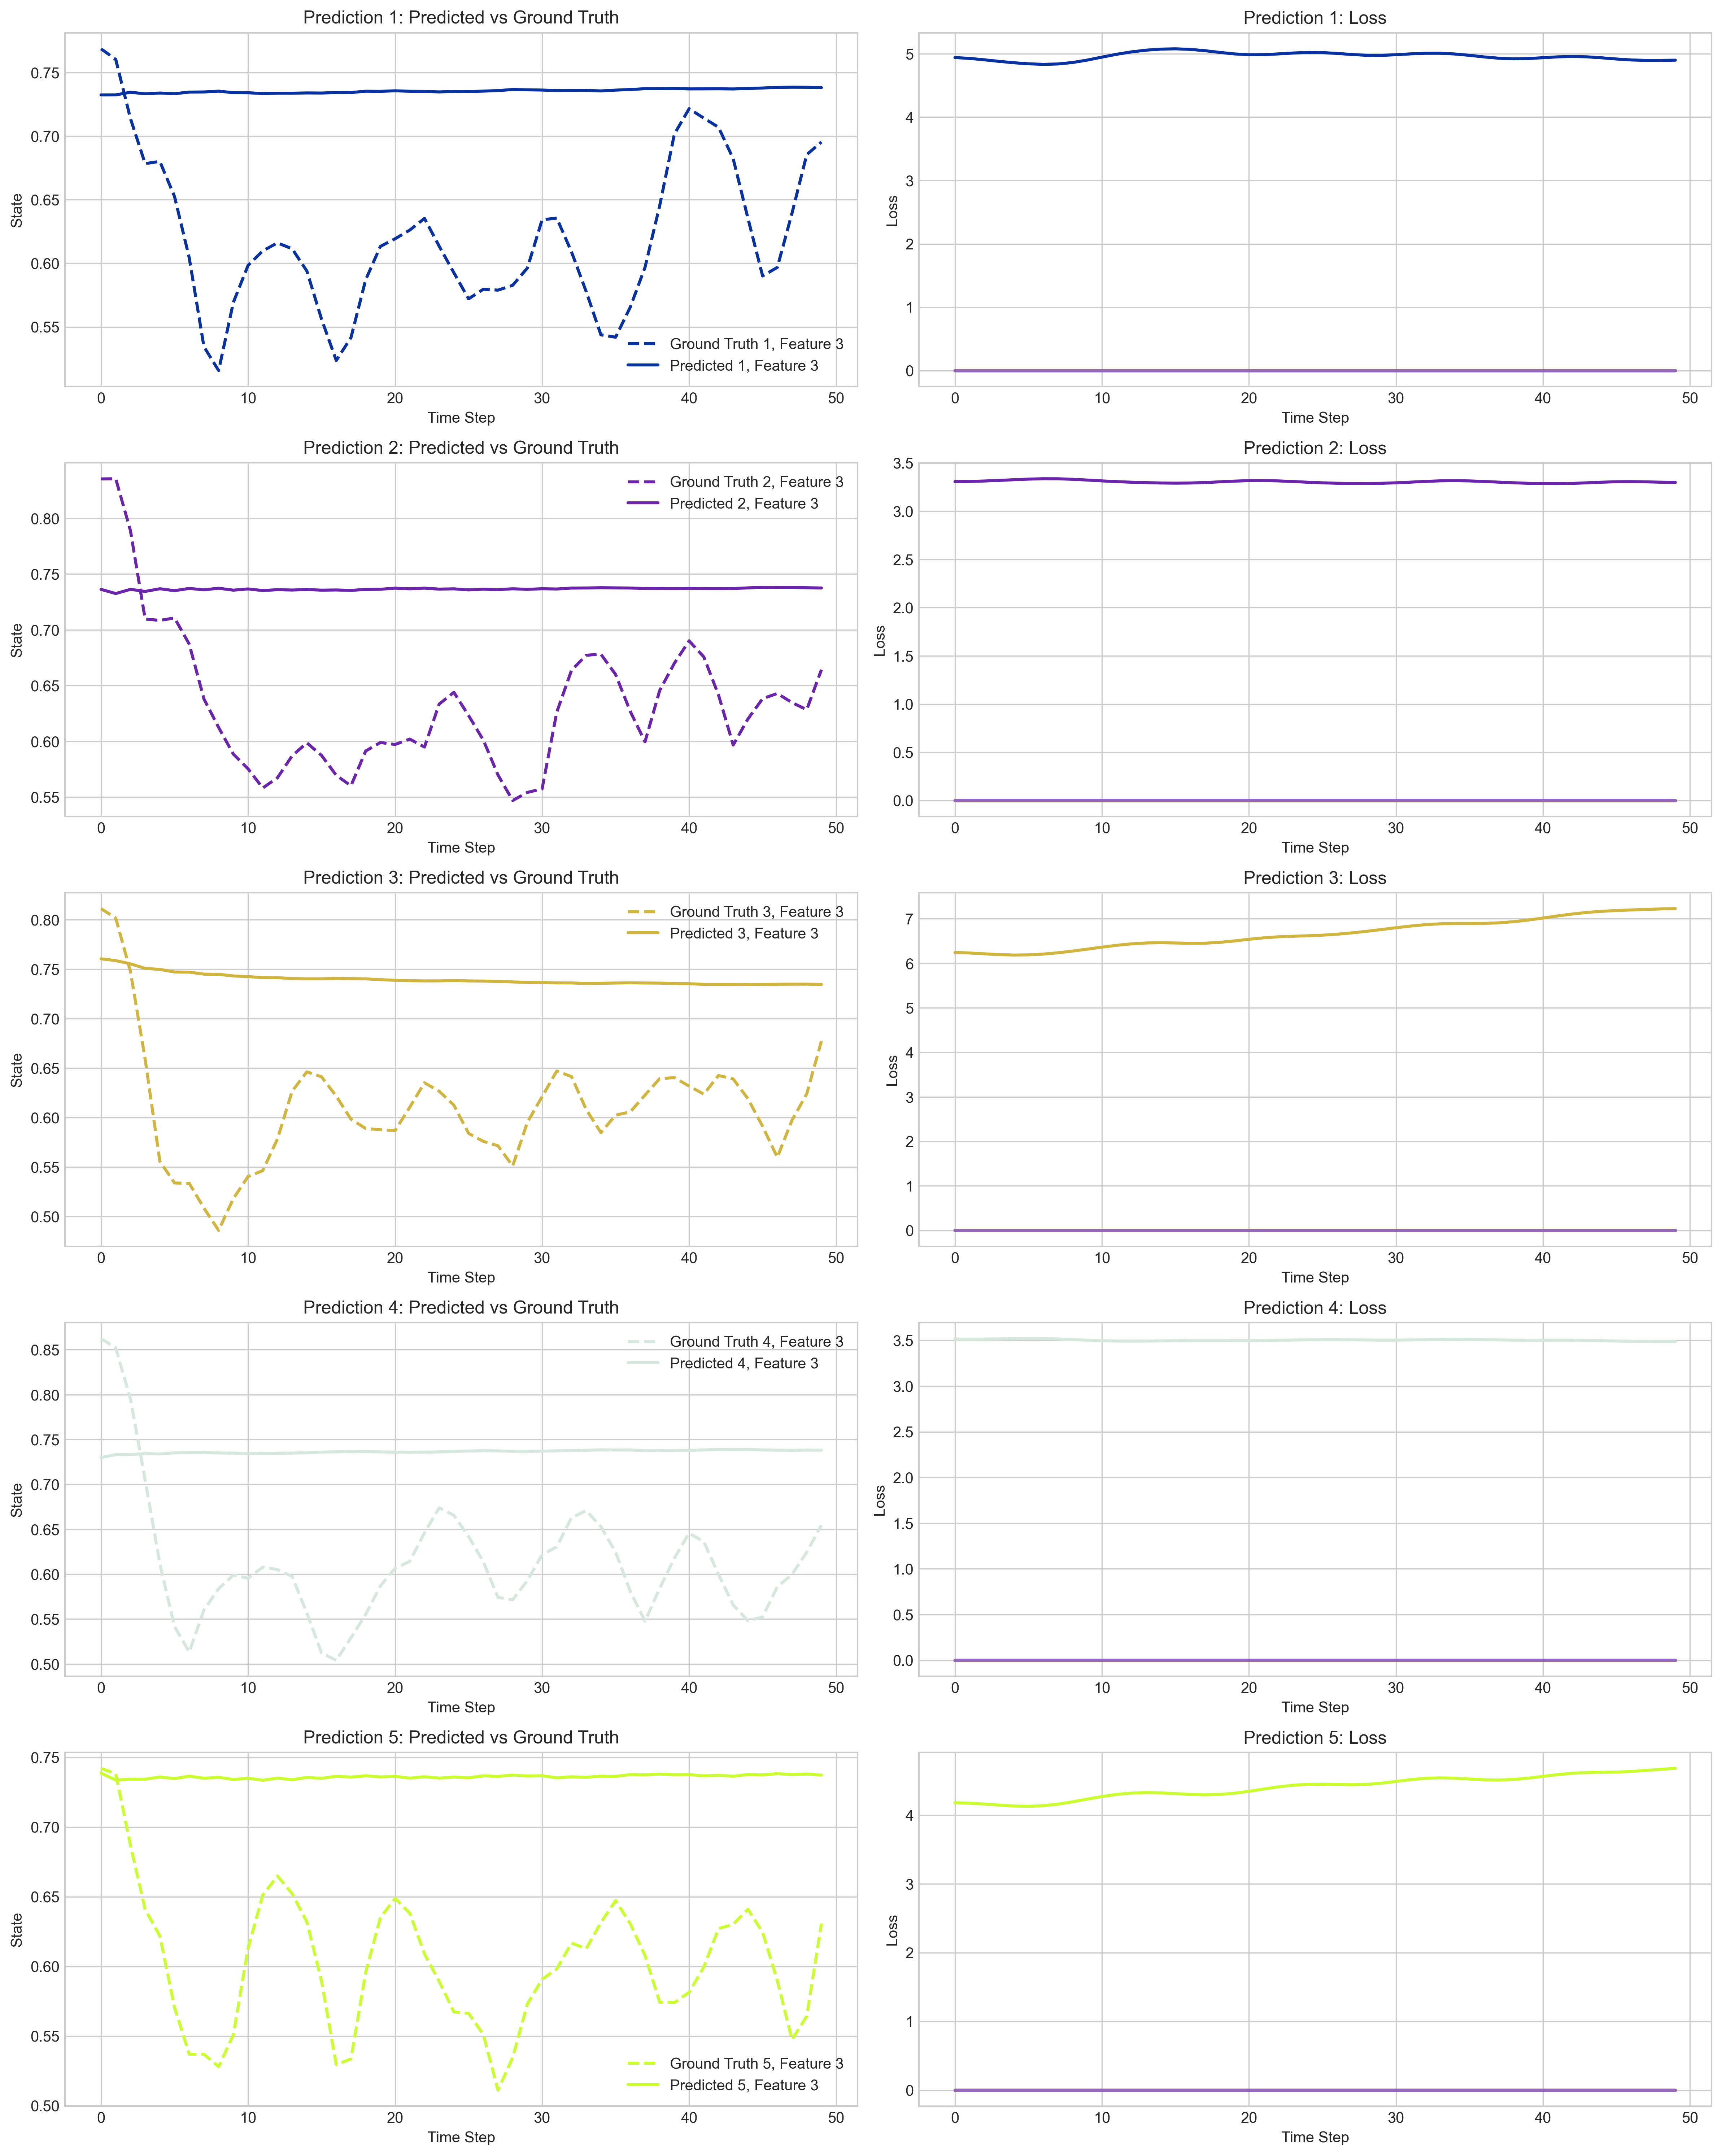 Prediction 1: Predicted vs Ground Truth
State
0.75
0.70
0.65
0.60
0.55
Ground Truth 1, Feature 3
Predicted 1, Feature 3
0 10 20 30 40 50
Time Step
Prediction 1: Loss
Loss
5
4
3
2
1
0
0 10 20 30 40 50
Time Step
Prediction 2: Predicted vs Ground Truth
State
0.80
0.75
0.70
0.65
0.60
0.55
Ground Truth 2, Feature 3
Predicted 2, Feature 3
0 10 20 30 40 50
Time Step
Prediction 2: Loss
Loss
3.5
3.0
2.5
2.0
1.5
1.0
0.5
0.0
0 10 20 30 40 50
Time Step
Prediction 3: Predicted vs Ground Truth
State
0.80
0.75
0.70
0.65
0.60
0.55
0.50
Ground Truth 3, Feature 3
Predicted 3, Feature 3
0 10 20 30 40 50
Time Step
Prediction 3: Loss
Loss
7
6
5
4
3
2
1
0
0 10 20 30 40 50
Time Step
Prediction 4: Predicted vs Ground Truth
State
0.85
0.80
0.75
0.70
0.65
0.60
0.55
0.50
Ground Truth 4, Feature 3
Predicted 4, Feature 3
0 10 20 30 40 50
Time Step
Prediction 4: Loss
Loss
3.5
3.0
2.5
2.0
1.5
1.0
0.5
0.0
0 10 20 30 40 50
Time Step
Prediction 5: Predicted vs Ground Truth
State
0.75
0.70
0.65
0.60
0.55
0.50
Ground Truth 5, Feature 3
Predicted 5, Feature 3
0 10 20 30 40 50
Time Step
Prediction 5: Loss
Loss
4
3
2
1
0
0 10 20 30 40 50
Time Step